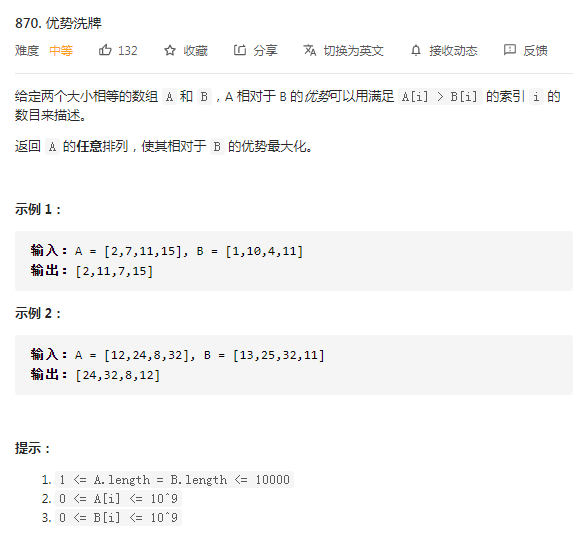 870. 优势洗牌
难度 中等 132 收藏 分享 切换为英文 接收动态 反馈
给定两个大小相等的数组 A 和 B，A 相对于 B 的优势可以用满足 A[i] > B[i] 的索引 i 的
数目来描述。
返回 A 的任意排列，使其相对于 B 的优势最大化。
示例 1：
输入：A = [2,7,11,15], B = [1,10,4,11]
输出：[2,11,7,15]
示例 2：
输入：A = [12,24,8,32], B = [13,25,32,11]
输出：[24,32,8,12]
提示：
1. 1 <= A.length = B.length <= 10000
2. 0 <= A[i] <= 10^9
3. 0 <= B[i] <= 10^9